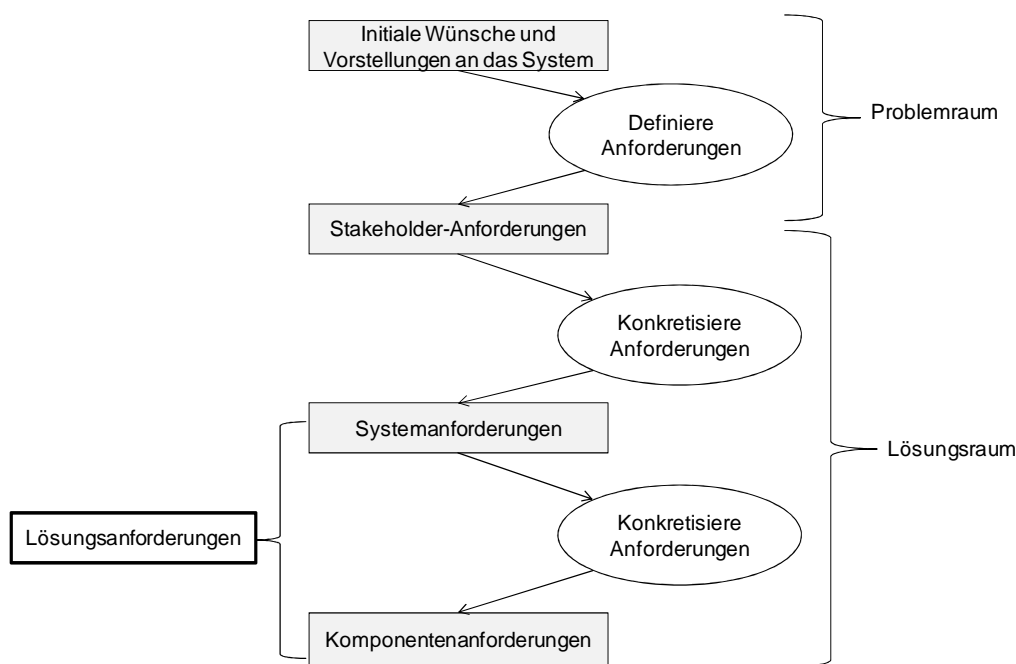 Initiale Wünsche und
Vorstellungen an das System
Definiere
Anforderungen
Problemraum
Stakeholder-Anforderungen
Konkretisiere
Anforderungen
Systemanforderungen
Lösungsraum
Konkretisiere
Anforderungen
Lösungsanforderungen
Komponentenanforderungen